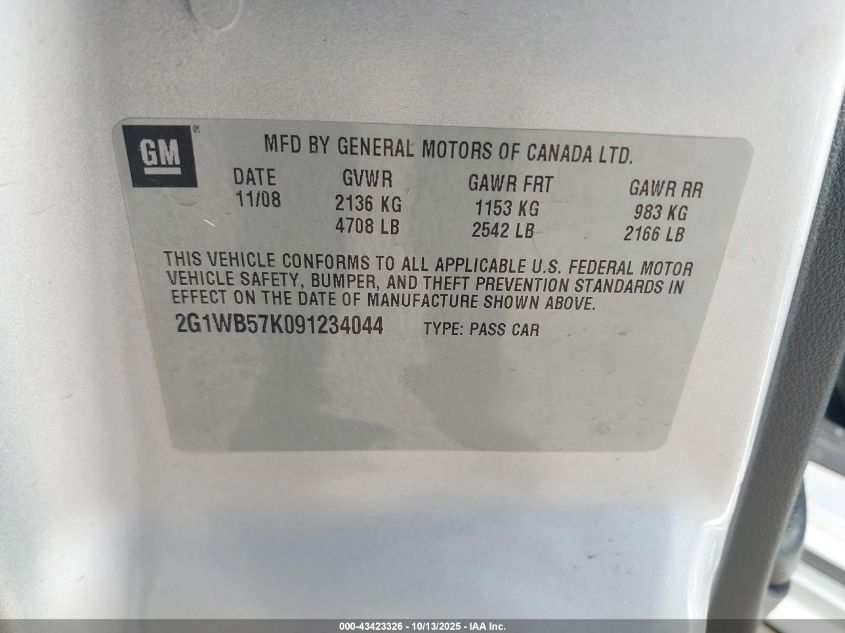 GM®
MFD BY GENERAL MOTORS OF CANADA LTD.
DATE GVWR GAWR FRT GAWR RR
11/08 2136 KG 1153 KG 983 KG
4708 LB 2542 LB 2166 LB
THIS VEHICLE CONFORMS TO ALL APPLICABLE U.S. FEDERAL MOTOR
VEHICLE SAFETY, BUMPER, AND THEFT PREVENTION STANDARDS IN
EFFECT ON THE DATE OF MANUFACTURE SHOWN ABOVE.
2G1WB57K091234044 TYPE: PASS CAR
000-43423326 - 10/13/2025 - IAA Inc.